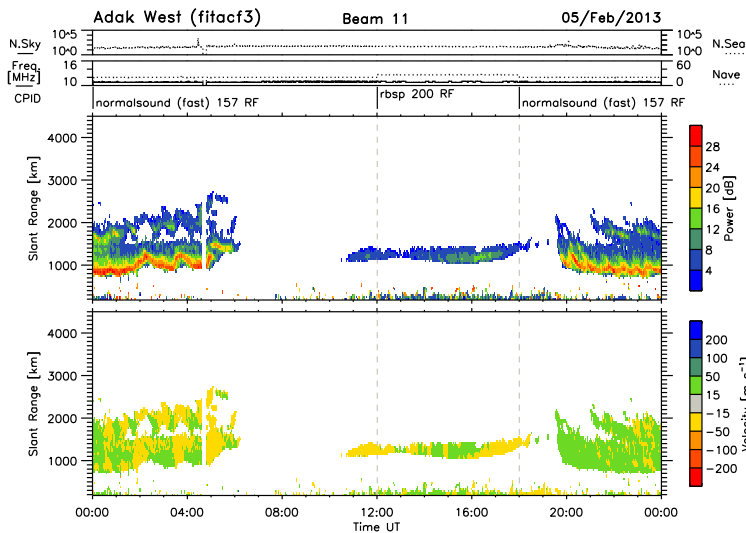 Adak West (fitacf3) Beam 11 05/Feb/2013
N.Sky 10^5 10^0 10^5 10^0 N.Sea
Freq. [MHz] 16 10 60 0 Nave
CPID normalsound (fast) 157 RF rbsp 200 RF normalsound (fast) 157 RF
Slant Range [km]
4000
3000
2000
1000
28
24
20
16
12
8
4
Power [dB]
Slant Range [km]
4000
3000
2000
1000
200
100
50
15
-15
-50
-100
-200
Velocity [m s^-1]
00:00 04:00 08:00 12:00 16:00 20:00 00:00
Time UT